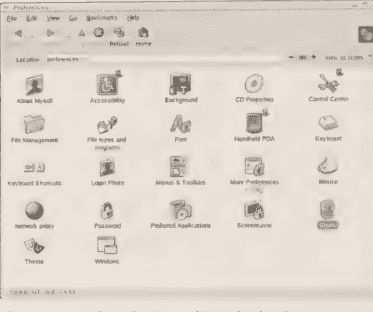 Preferences
File Edit View Go Bookmarks Help
Reload Home
Location: preferences:
View as Icons
About Myself
Accessibility
Background
CD Properties
Control Center
File Management
File types and programs
Font
Handheld PDA
Keyboard
Keyboard Shortcuts
Login Photo
Menus & Toolbars
More Preferences
Mouse
Network proxy
Password
Preferred Applications
Screensaver
Theme
Windows